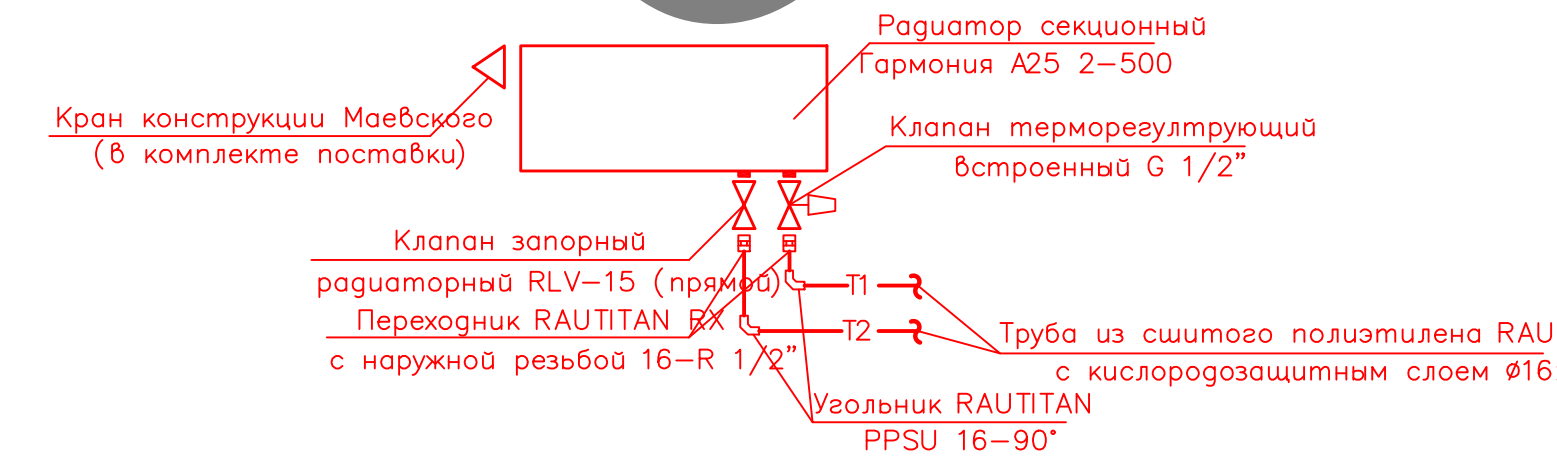 Радиатор секционный
Гармония А25 2-500
Кран конструкции Маевского
(в комплекте поставки)
Клапан терморегултрующий
встроенный G 1/2"
Клапан запорный
радиаторный RLV-15 (прямой)
T1
Переходник RAUTITAN RX
с наружной резьбой 16-R 1/2"
T2
Труба из сшитого полиэтилена RAU
с кислородозащитным слоем ø16
Угольник RAUTITAN
PPSU 16-90°